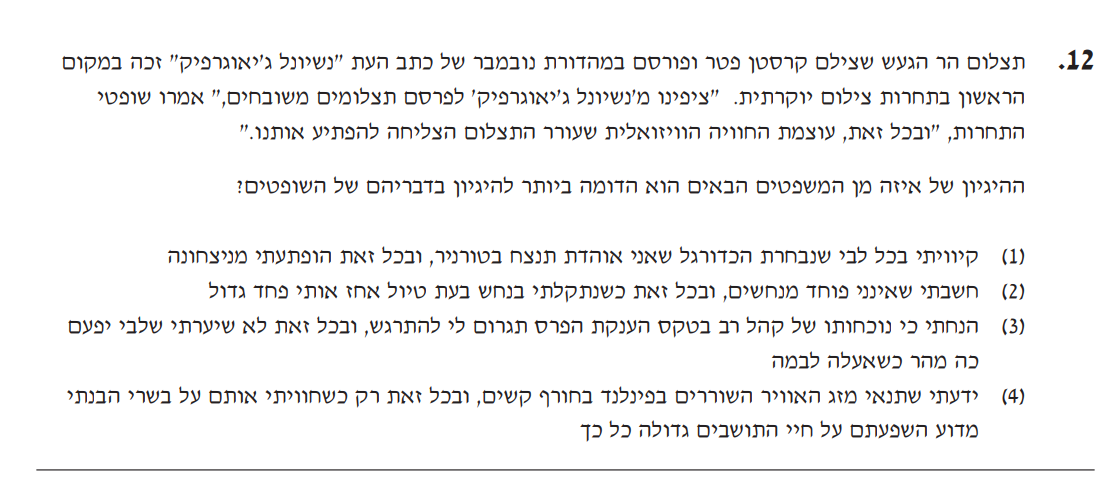 12. תצלום הר הגעש שצילם קרסטן פטר ופורסם במהדורת נובמבר של כתב העת "נשיונל ג'יאוגרפיק" זכה במקום
הראשון בתחרות צילום יוקרתית. "ציפינו מ'נשיונל ג'יאוגרפיק' לפרסם תצלומים משובחים," אמרו שופטי
התחרות, "ובכל זאת, עוצמת החוויה הוויזואלית שעורר התצלום הצליחה להפתיע אותנו."
ההיגיון של איזה מן המשפטים הבאים הוא הדומה ביותר להיגיון בדבריהם של השופטים?
(1) קיוויתי בכל לבי שנבחרת הכדורגל שאני אוהדת תנצח בטורניר, ובכל זאת הופתעתי מניצחונה
(2) חשבתי שאינני פוחד מנחשים, ובכל זאת כשנתקלתי בנחש בעת טיול אחז אותי פחד גדול
(3) הנחתי כי נוכחותו של קהל רב בטקס הענקת הפרס תגרום לי להתרגש, ובכל זאת לא שיערתי שלבי יפעם
כה מהר כשאעלה לבמה
(4) ידעתי שתנאי מזג האוויר השוררים בפינלנד בחורף קשים, ובכל זאת רק כשחוויתי אותם על בשרי הבנתי
מדוע השפעתם על חיי התושבים גדולה כל כך